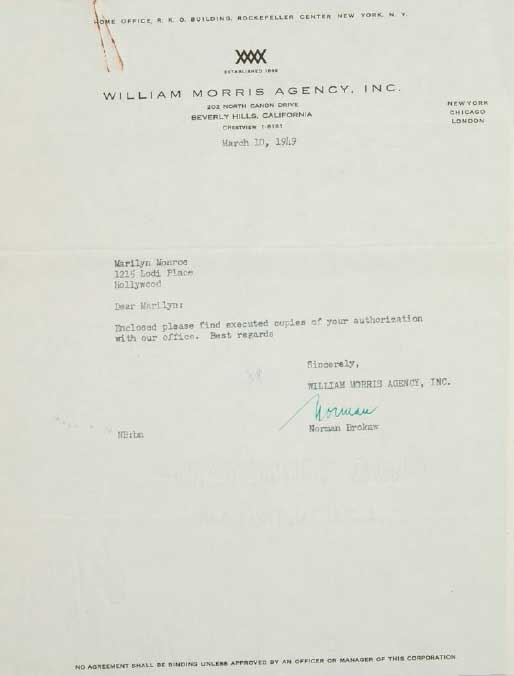 HOME OFFICE, R. K. O. BUILDING, ROCKEFELLER CENTER NEW YORK, N. Y.
ESTABLISHED 1898
WILLIAM MORRIS AGENCY, INC.
202 NORTH CANON DRIVE
BEVERLY HILLS, CALIFORNIA
CRESTVIEW 1-6161
NEW YORK
CHICAGO
LONDON
March 10, 1949
Marilyn Monroe
1215 Lodi Place
Hollywood
Dear Marilyn:
Enclosed please find executed copies of your authorization
with our office. Best regards
Sincerely,
WILLIAM MORRIS AGENCY, INC.
Norman
Norman Brokaw
NB:bm
NO AGREEMENT SHALL BE BINDING UNLESS APPROVED BY AN OFFICER OR MANAGER OF THIS CORPORATION